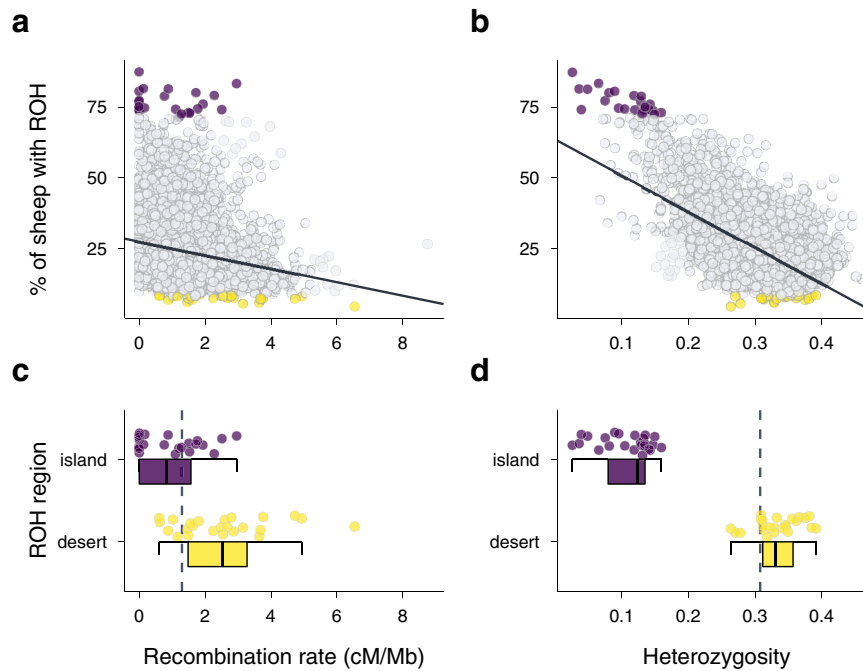 a
b
% of sheep with ROH
75
50
25
0
2
4
6
8
75
50
25
0.1
0.2
0.3
0.4
c
d
ROH region
island
desert
0
2
4
6
8
Recombination rate (cM/Mb)
island
desert
0.1
0.2
0.3
0.4
Heterozygosity